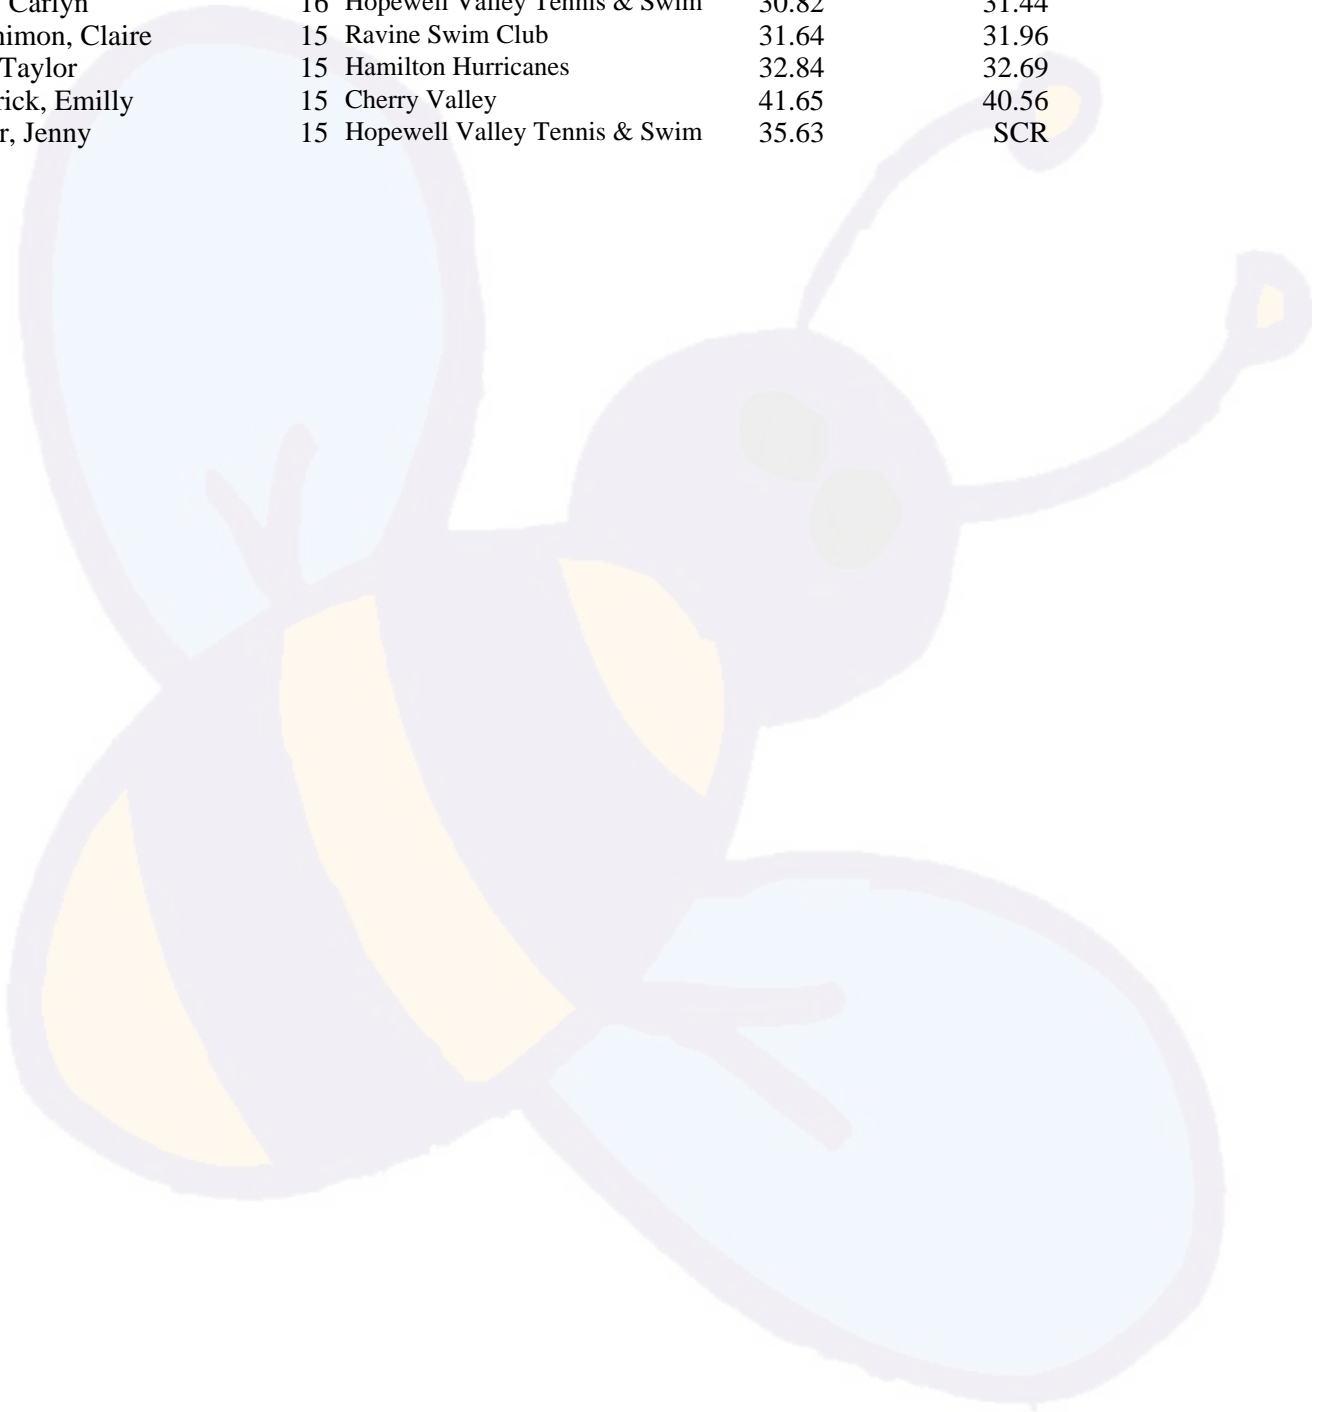 Carlyn 16 Hopewell Valley Tennis & Swim 30.82 31.44
nimon, Claire 15 Ravine Swim Club 31.64 31.96
Taylor 15 Hamilton Hurricanes 32.84 32.69
rick, Emilly 15 Cherry Valley 41.65 40.56
r, Jenny 15 Hopewell Valley Tennis & Swim 35.63 SCR